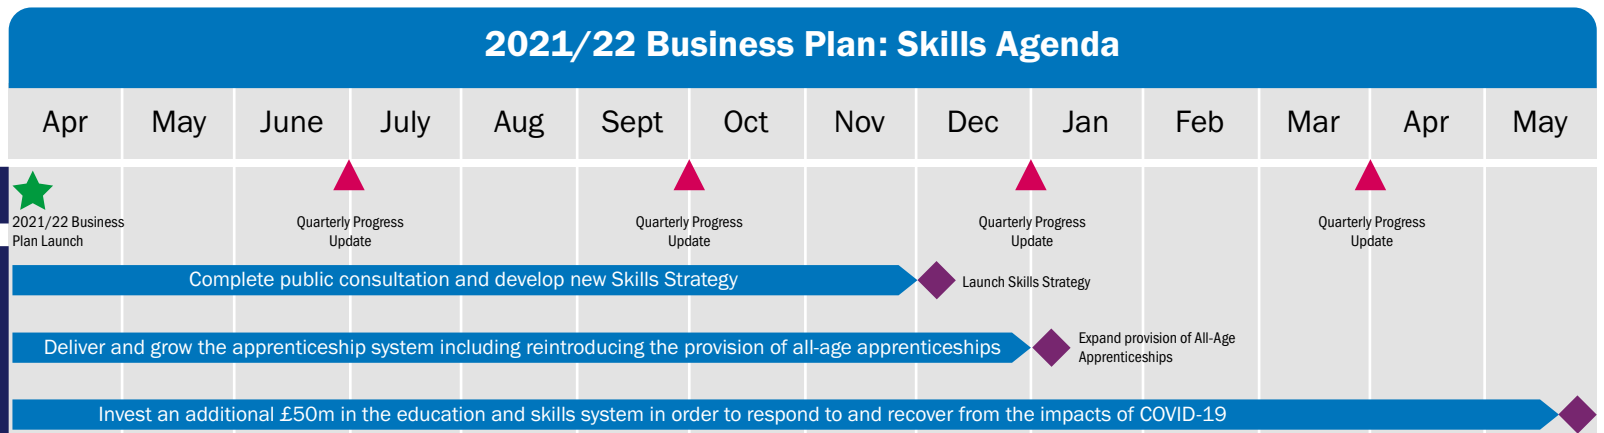 2021/22 Business Plan: Skills Agenda
Apr May June July Aug Sept Oct Nov Dec Jan Feb Mar Apr May
2021/22 Business
Plan Launch
Quarterly Progress
Update
Quarterly Progress
Update
Quarterly Progress
Update
Quarterly Progress
Update
Complete public consultation and develop new Skills Strategy
Launch Skills Strategy
Deliver and grow the apprenticeship system including reintroducing the provision of all-age apprenticeships
Expand provision of All-Age
Apprenticeships
Invest an additional £50m in the education and skills system in order to respond to and recover from the impacts of COVID-19